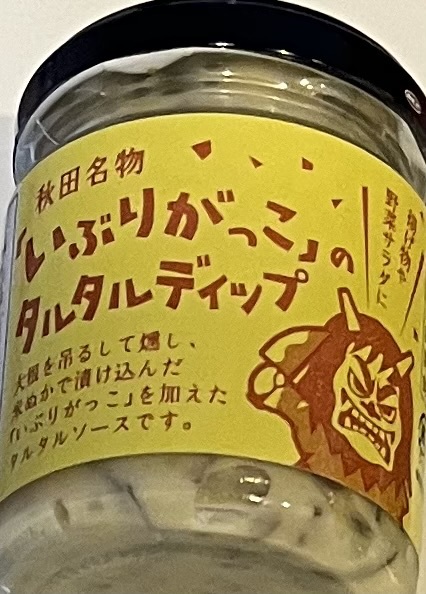 秋田名物
「いぶりがっこ」の
タルタルディップ
揚げ物や
野菜サラダに
大根を吊るして燻し、
米ぬかで漬け込んだ
「いぶりがっこ」を加えた
タルタルソースです。